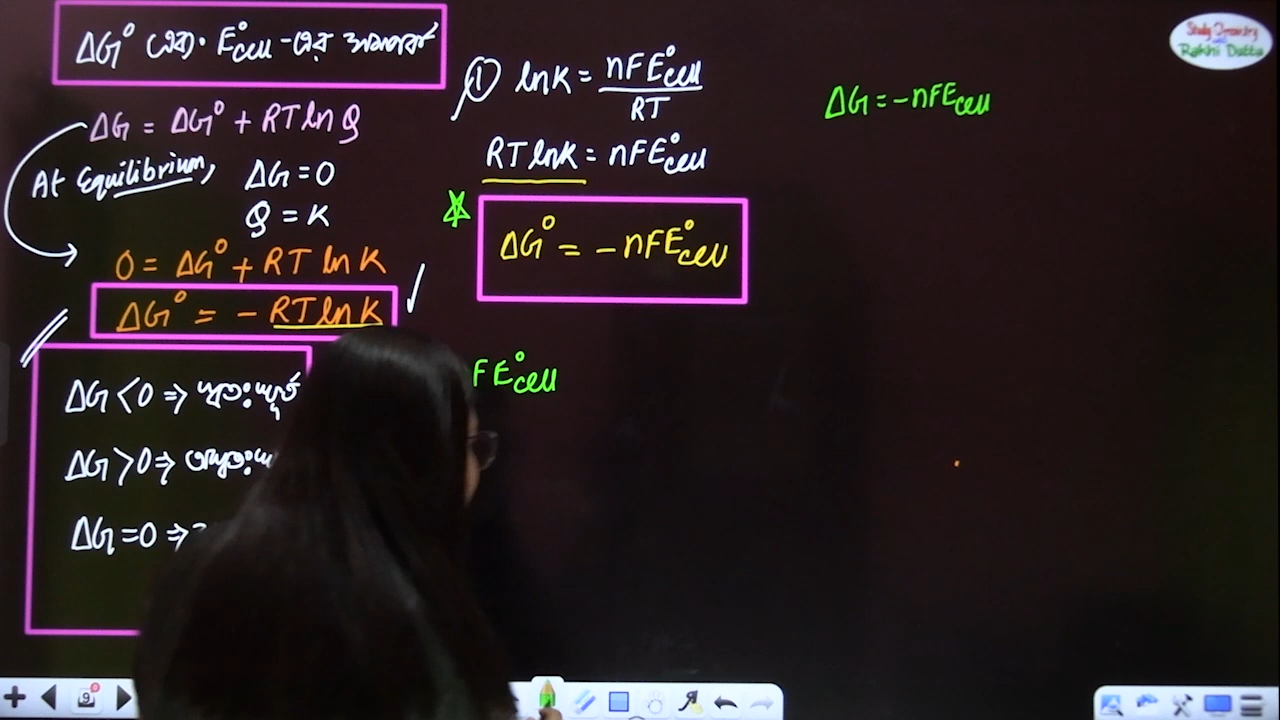 ΔG° এবং E°cell -এর সম্পর্ক
ΔG = ΔG° + RT ln Q
At Equilibrium,
ΔG = 0
Q = K
0 = ΔG° + RT ln K
ΔG° = - RT ln K
ΔG < 0 ⇒ স্বতঃস্ফূর্ত
ΔG > 0 ⇒
ΔG = 0 ⇒
① ln K = nFE°cell / RT
RT ln K = nFE°cell
ΔG° = - nFE°cell
FE°cell
ΔG = - nFEcell
Study Chemistry
with
Rakhi Dutta
9